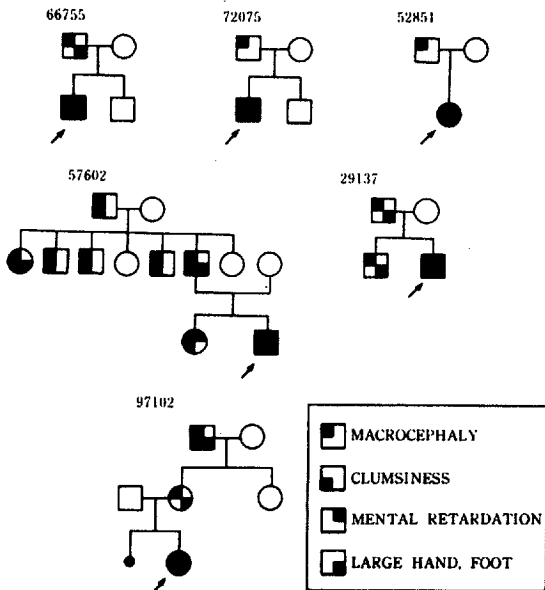 66755
72075
52851
57602
29137
97102
MACROCEPHALY
CLUMSINESS
MENTAL RETARDATION
LARGE HAND, FOOT